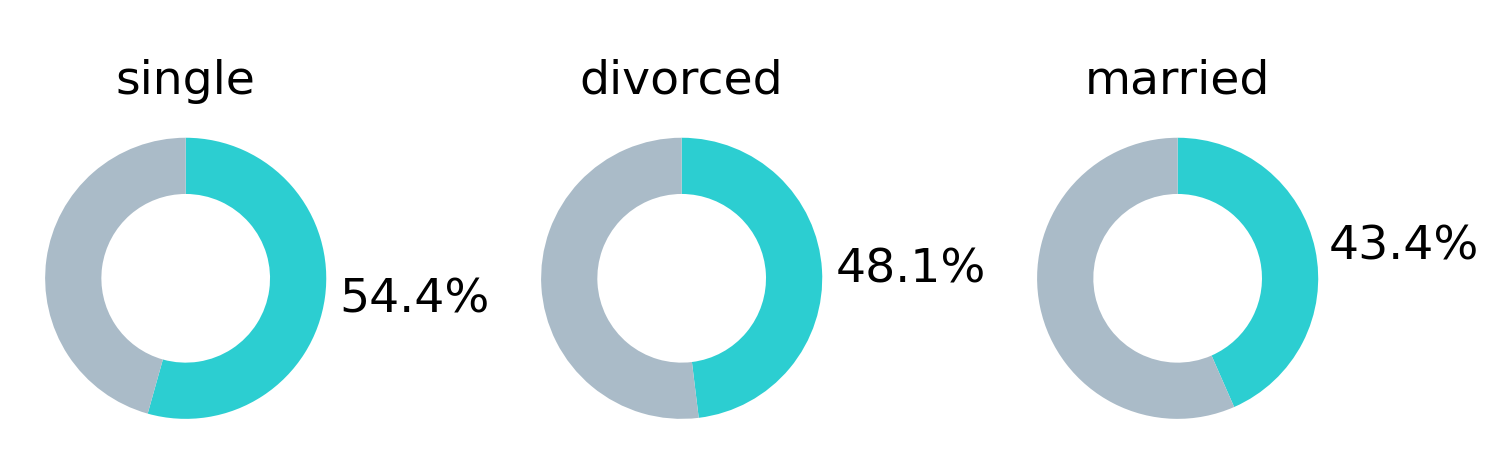 single
divorced
married
54.4%
48.1%
43.4%